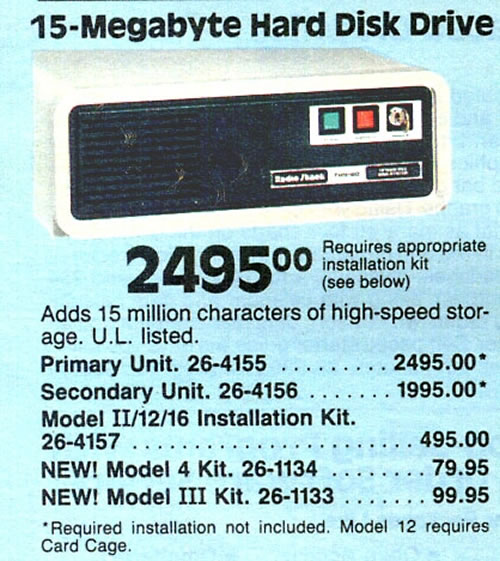 15-Megabyte Hard Disk Drive
Radio Shack
2495⁰⁰
Requires appropriate
installation kit
(see below)
Adds 15 million characters of high-speed stor-
age. U.L. listed.
Primary Unit. 26-4155 ......... 2495.00*
Secondary Unit. 26-4156 ....... 1995.00*
Model II/12/16 Installation Kit.
26-4157 ....................... 495.00
NEW! Model 4 Kit. 26-1134 ........ 79.95
NEW! Model III Kit. 26-1133 ....... 99.95
*Required installation not included. Model 12 requires
Card Cage.